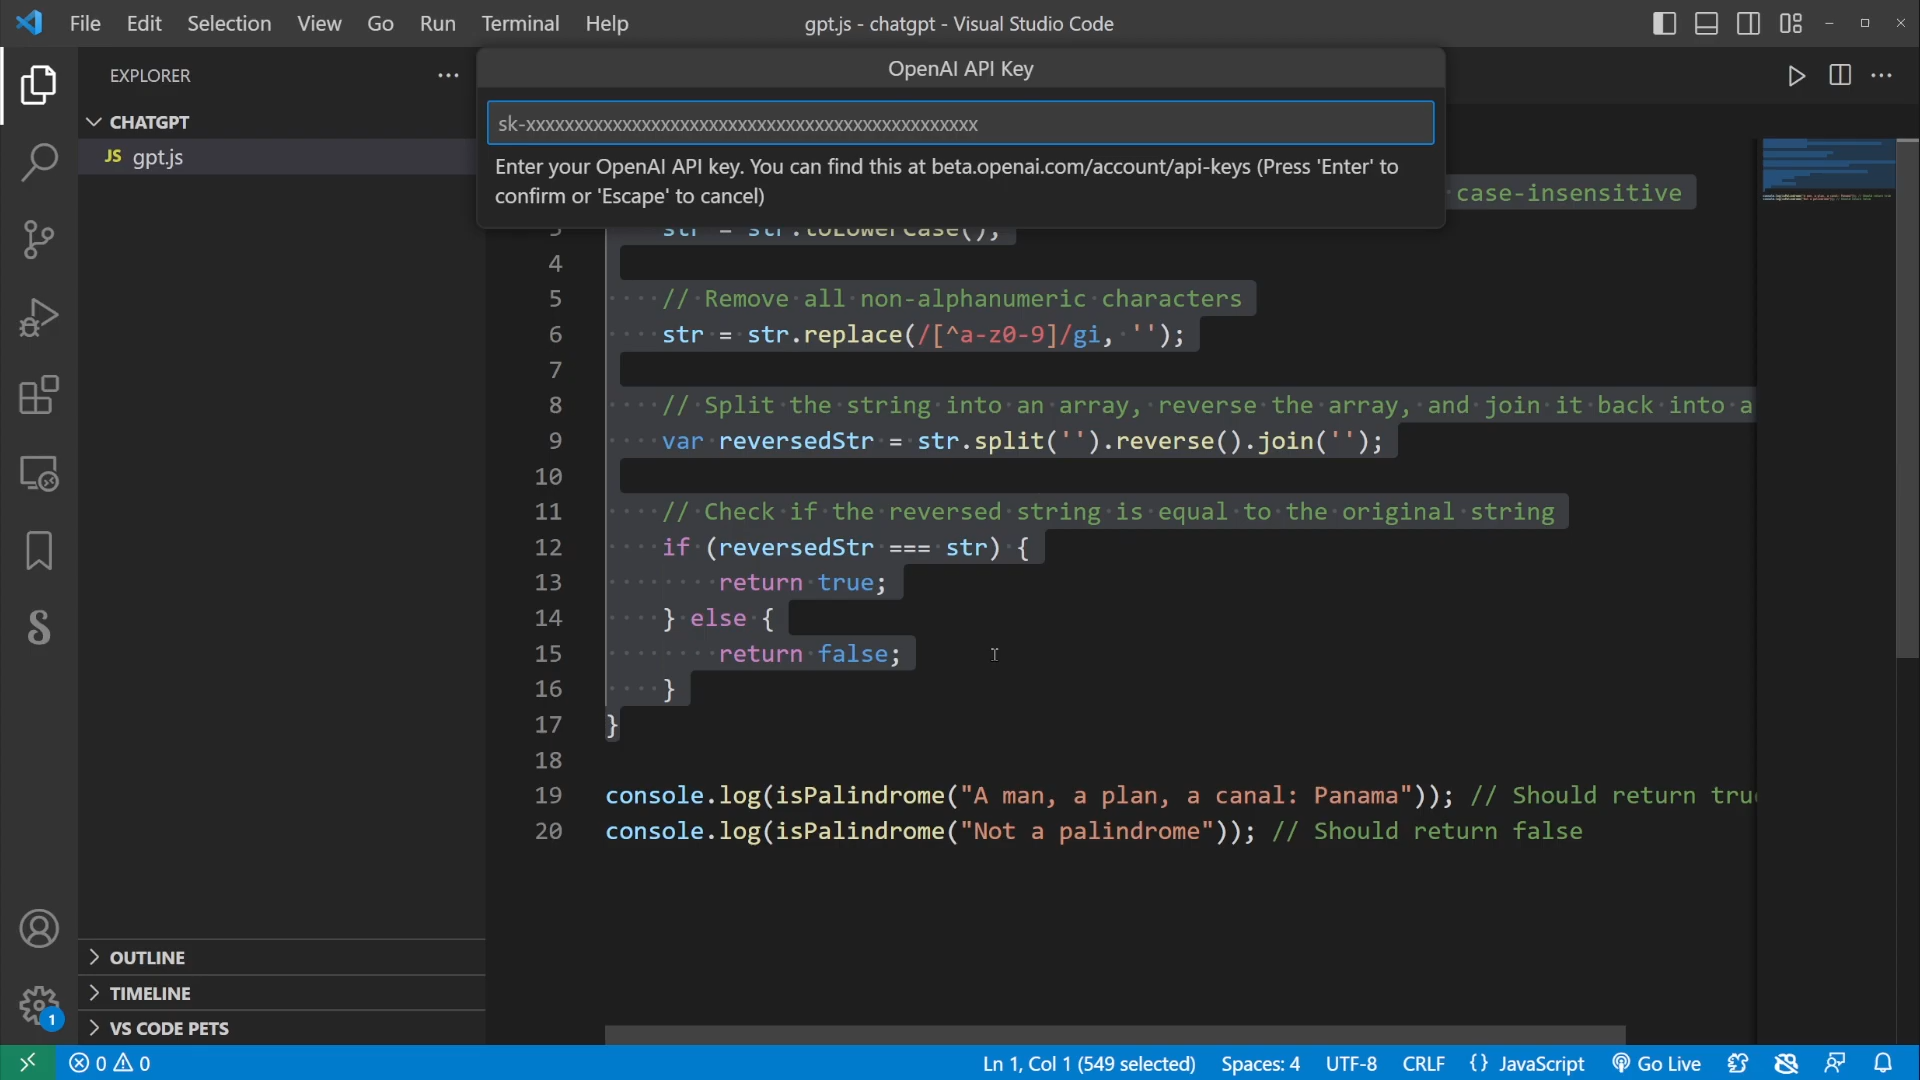 File Edit Selection View Go Run Terminal Help
gpt.js - chatgpt - Visual Studio Code
EXPLORER
CHATGPT
JS gpt.js
OpenAI API Key
sk-xxxxxxxxxxxxxxxxxxxxxxxxxxxxxxxxxxxxxxxxxxxxxxxx
Enter your OpenAI API key. You can find this at beta.openai.com/account/api-keys (Press 'Enter' to
confirm or 'Escape' to cancel)
case-insensitive
3 str = str.toLowerCase();
4
5 // Remove all non-alphanumeric characters
6 str = str.replace(/[^a-z0-9]/gi, '');
7
8 // Split the string into an array, reverse the array, and join it back into a
9 var reversedStr = str.split('').reverse().join('');
10
11 // Check if the reversed string is equal to the original string
12 if (reversedStr === str) {
13 return true;
14 } else {
15 return false;
16 }
17 }
18
19 console.log(isPalindrome("A man, a plan, a canal: Panama")); // Should return true
20 console.log(isPalindrome("Not a palindrome")); // Should return false
OUTLINE
TIMELINE
VS CODE PETS
1
0 0
Ln 1, Col 1 (549 selected) Spaces: 4 UTF-8 CRLF {} JavaScript Go Live